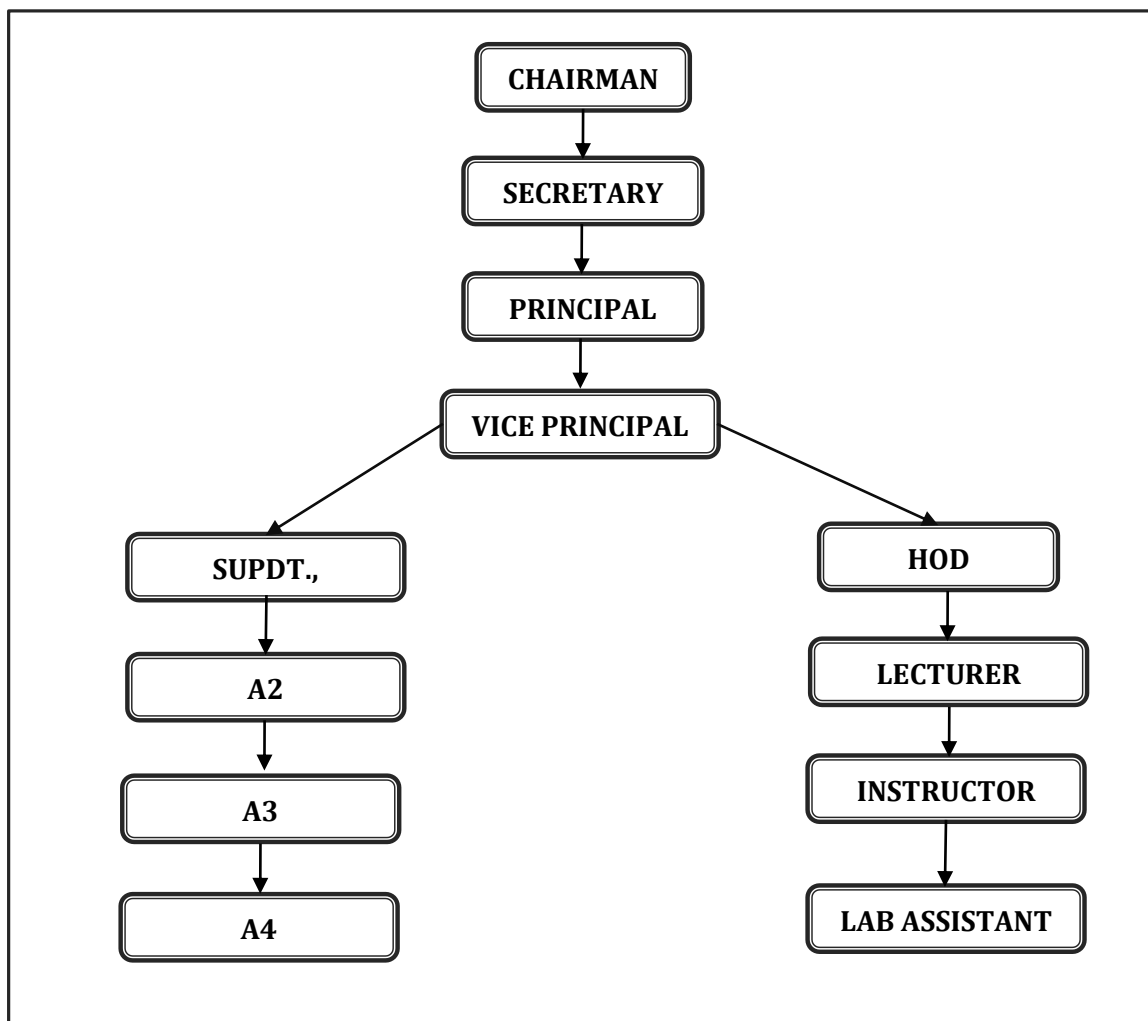 CHAIRMAN
SECRETARY
PRINCIPAL
VICE PRINCIPAL
SUPDT.,
A2
A3
A4
HOD
LECTURER
INSTRUCTOR
LAB ASSISTANT